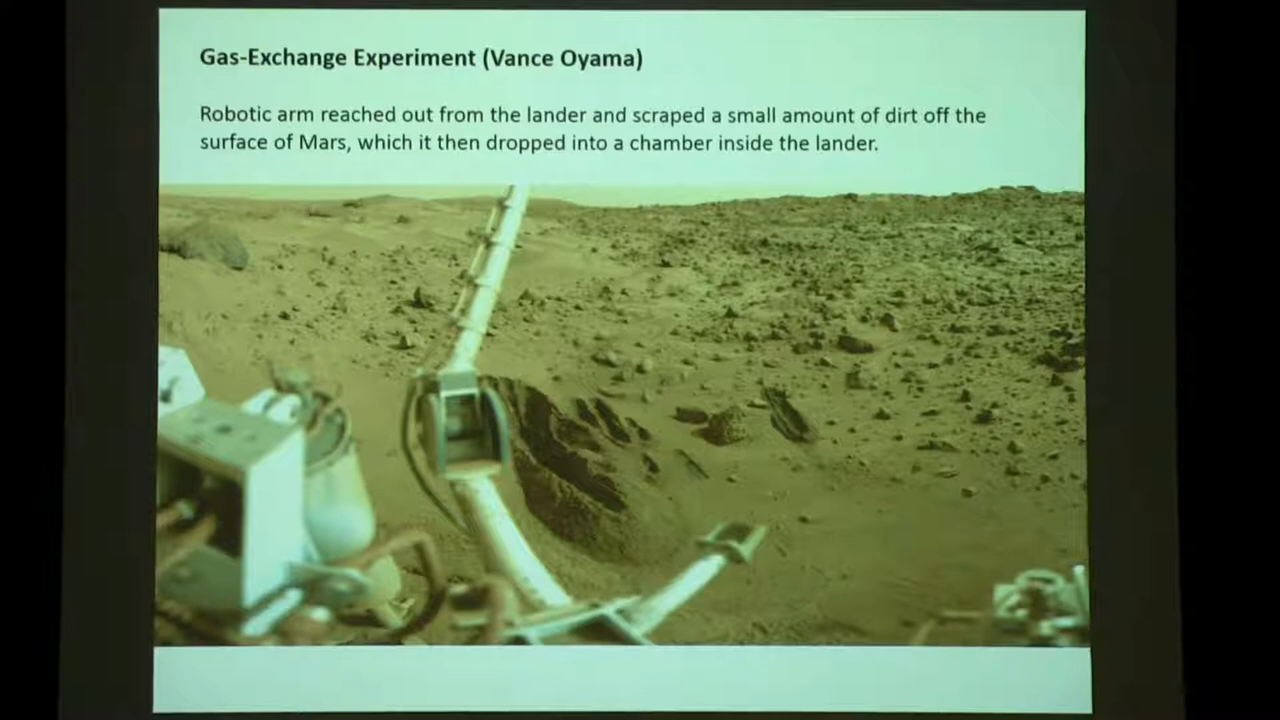 Gas-Exchange Experiment (Vance Oyama)
Robotic arm reached out from the lander and scraped a small amount of dirt off the
surface of Mars, which it then dropped into a chamber inside the lander.